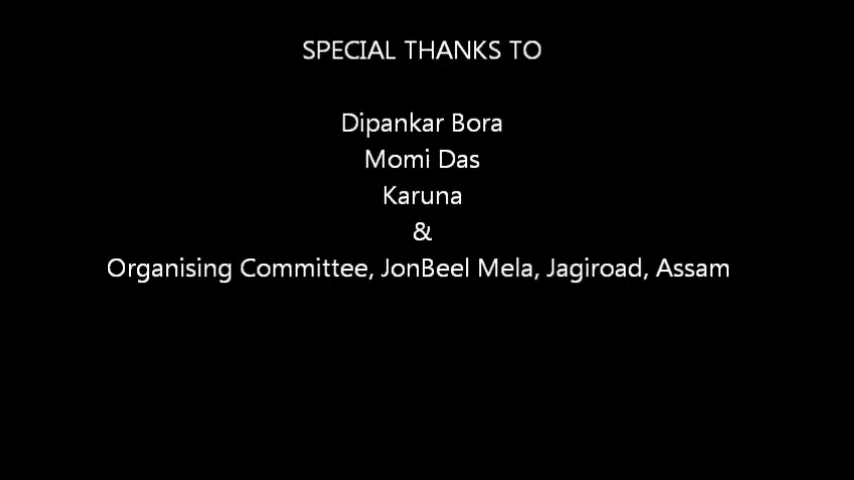 SPECIAL THANKS TO
Dipankar Bora
Momi Das
Karuna
&
Organising Committee, JonBeel Mela, Jagiroad, Assam